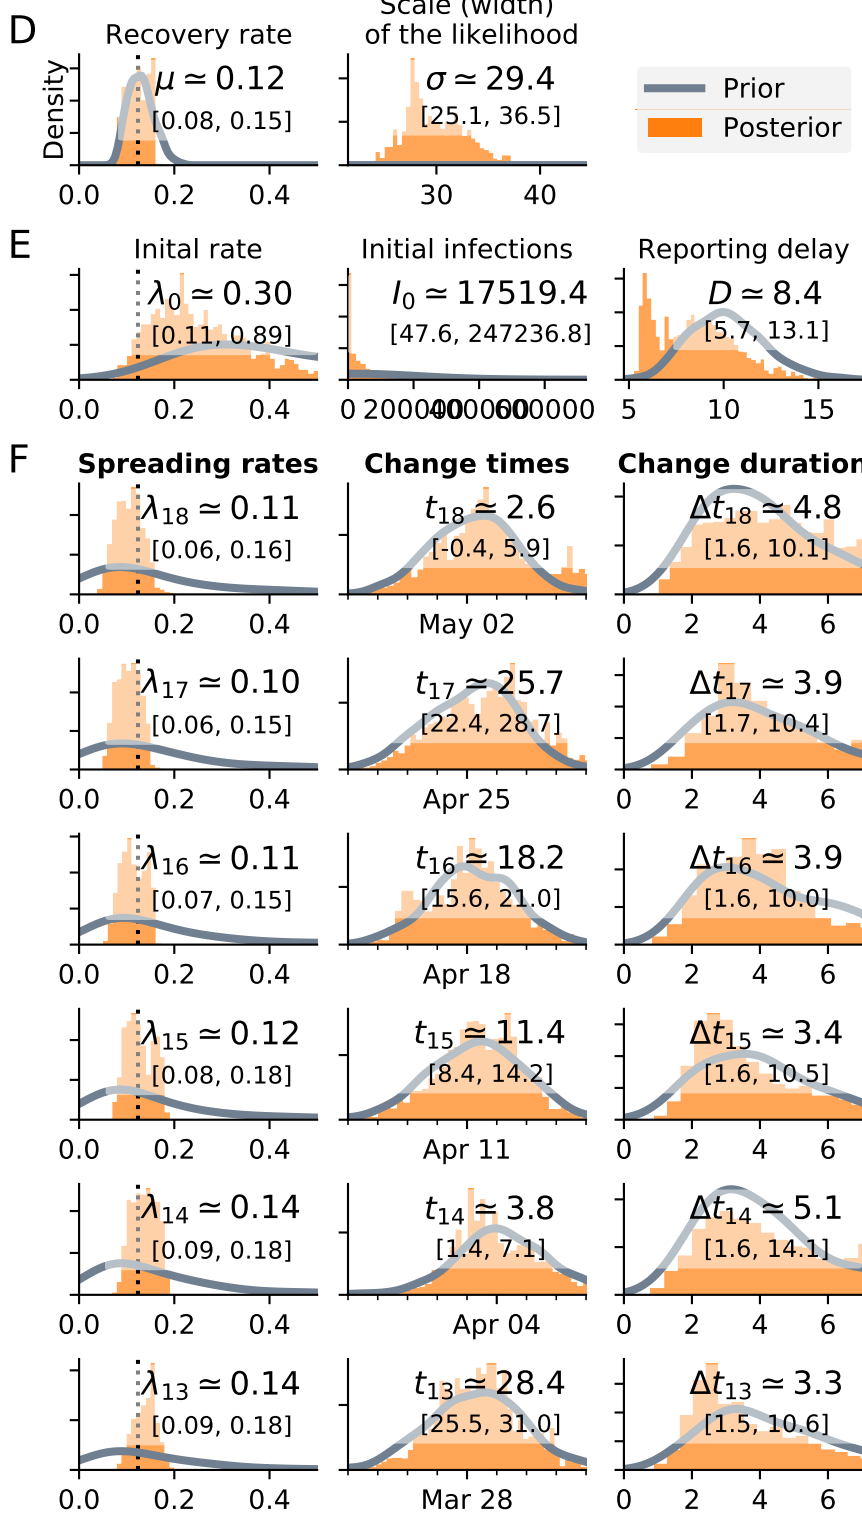 D
Recovery rate
Scale (width)
of the likelihood
Density
μ ≃ 0.12
[0.08, 0.15]
0.0 0.2 0.4
σ ≃ 29.4
[25.1, 36.5]
30 40
Prior
Posterior
E
Inital rate
Initial infections
Reporting delay
λ0 ≃ 0.30
[0.11, 0.89]
0.0 0.2 0.4
I0 ≃ 17519.4
[47.6, 247236.8]
0 200000 400000 600000
D ≃ 8.4
[5.7, 13.1]
5 10 15
F
Spreading rates
Change times
Change duration
λ18 ≃ 0.11
[0.06, 0.16]
0.0 0.2 0.4
t18 ≃ 2.6
[-0.4, 5.9]
May 02
Δt18 ≃ 4.8
[1.6, 10.1]
0 2 4 6
λ17 ≃ 0.10
[0.06, 0.15]
0.0 0.2 0.4
t17 ≃ 25.7
[22.4, 28.7]
Apr 25
Δt17 ≃ 3.9
[1.7, 10.4]
0 2 4 6
λ16 ≃ 0.11
[0.07, 0.15]
0.0 0.2 0.4
t16 ≃ 18.2
[15.6, 21.0]
Apr 18
Δt16 ≃ 3.9
[1.6, 10.0]
0 2 4 6
λ15 ≃ 0.12
[0.08, 0.18]
0.0 0.2 0.4
t15 ≃ 11.4
[8.4, 14.2]
Apr 11
Δt15 ≃ 3.4
[1.6, 10.5]
0 2 4 6
λ14 ≃ 0.14
[0.09, 0.18]
0.0 0.2 0.4
t14 ≃ 3.8
[1.4, 7.1]
Apr 04
Δt14 ≃ 5.1
[1.6, 14.1]
0 2 4 6
λ13 ≃ 0.14
[0.09, 0.18]
0.0 0.2 0.4
t13 ≃ 28.4
[25.5, 31.0]
Mar 28
Δt13 ≃ 3.3
[1.5, 10.6]
0 2 4 6